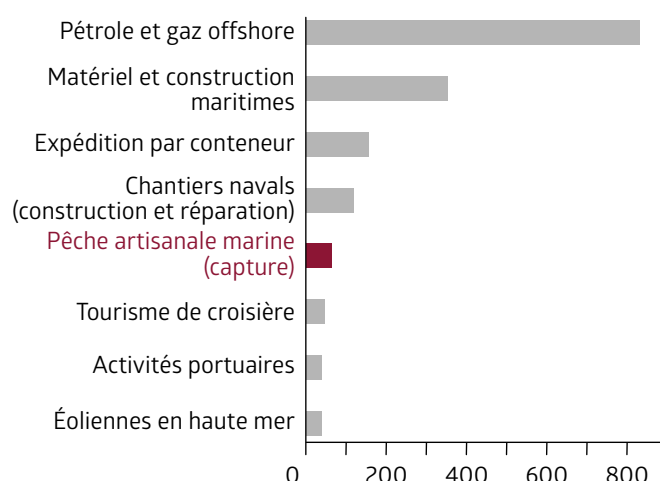 Pétrole et gaz offshore
Matériel et construction
maritimes
Expédition par conteneur
Chantiers navals
(construction et réparation)
Pêche artisanale marine
(capture)
Tourisme de croisière
Activités portuaires
Éoliennes en haute mer
0 200 400 600 800